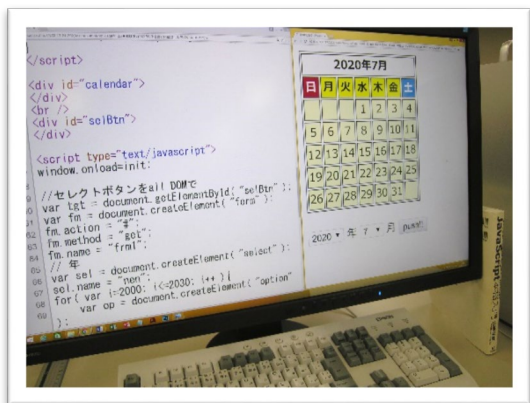 /script>
<div id="calendar">
</div>
<br />
<div id="selBtn">
</div>
<script type="text/javascript">
window.onload=init;
//セレクトボタンをall DOMで
var tgt = document.getElementById( "selBtn" );
var fm = document.createElement( "form" );
fm.action = "#";
fm.method = "get";
fm.name = "frm1";
// 年
var sel = document.createElement( "select" );
sel.name = "nen";
for( var i=2000; i<=2030; i++ ){
var op = document.createElement( "option"
);
2020年7月
日 月 火 水 木 金 土
1 2 3 4
5 6 7 8 9 10 11
12 13 14 15 16 17 18
19 20 21 22 23 24 25
26 27 28 29 30 31
2020 年 7 月 push!
JavaScript